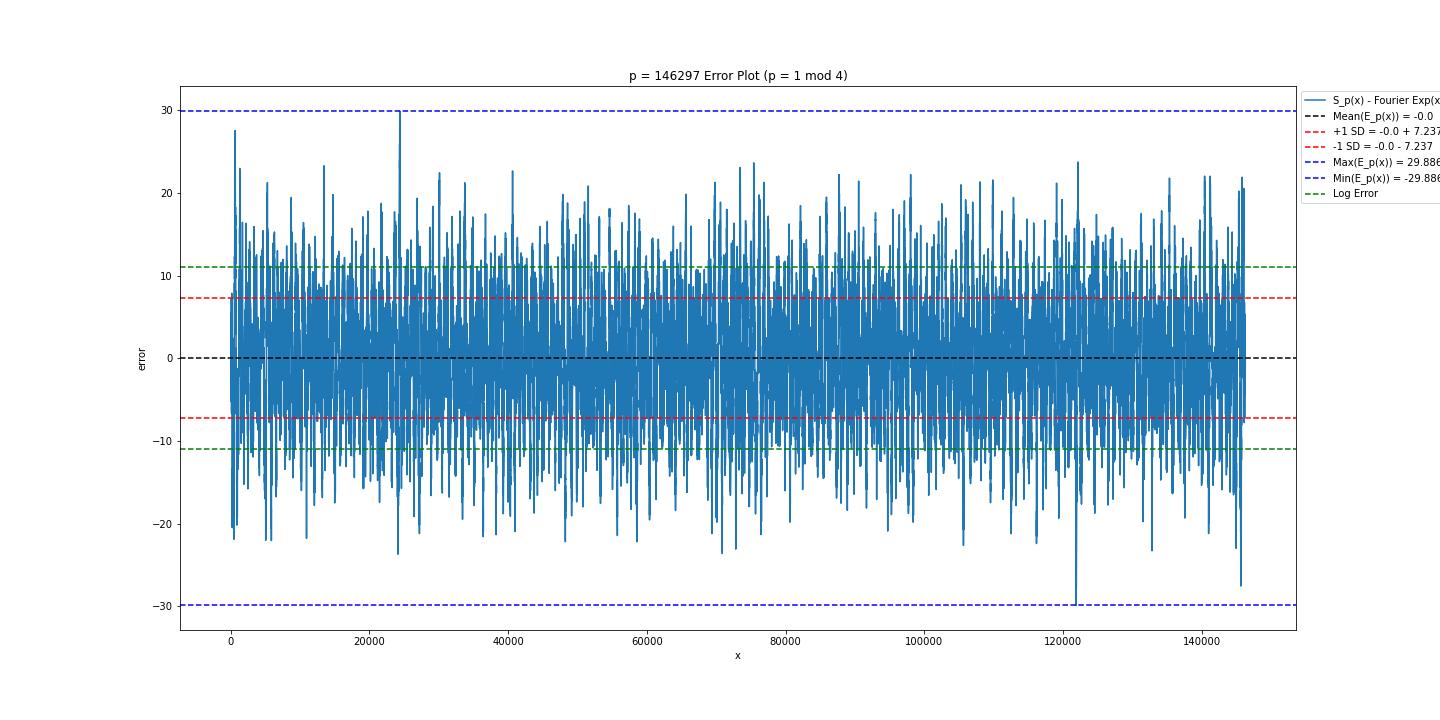 p = 146297 Error Plot (p = 1 mod 4)
30
20
10
0
−10
−20
−30
error
0
20000
40000
60000
80000
100000
120000
140000
x
S_p(x) - Fourier Exp(x
Mean(E_p(x)) = -0.0
+1 SD = -0.0 + 7.237
-1 SD = -0.0 - 7.237
Max(E_p(x)) = 29.886
Min(E_p(x)) = -29.886
Log Error